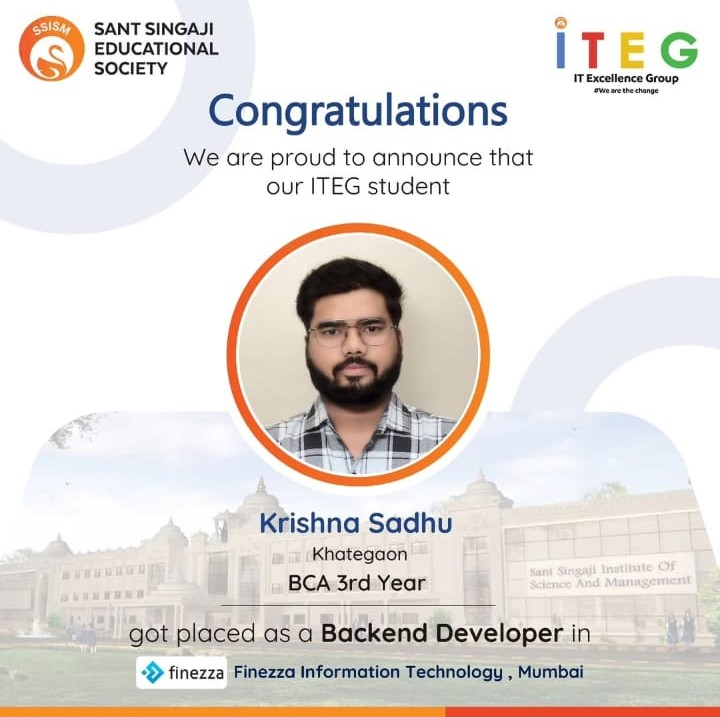 SSISM
SANT SINGAJI
EDUCATIONAL
SOCIETY
iTEG
IT Excellence Group
#We are the change
Congratulations
We are proud to announce that
our ITEG student
Krishna Sadhu
Khategaon
BCA 3rd Year
Sant Singaji Institute Of
Science And Management
got placed as a Backend Developer in
finezza Finezza Information Technology , Mumbai